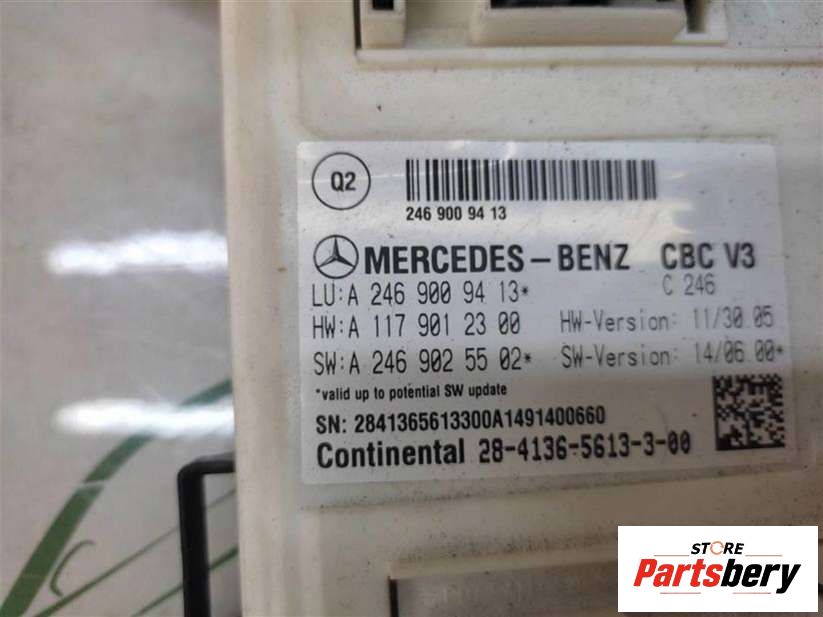 Q2
246 900 94 13
MERCEDES-BENZ CBC V3
LU: A 246 900 94 13* C 246
HW: A 117 901 23 00 HW-Version: 11/30.05
SW: A 246 902 55 02* SW-Version: 14/06.00*
*valid up to potential SW update
SN: 28413656133​00A1491400660
Continental 28-4136-5613-3-00
STORE
Partsbery